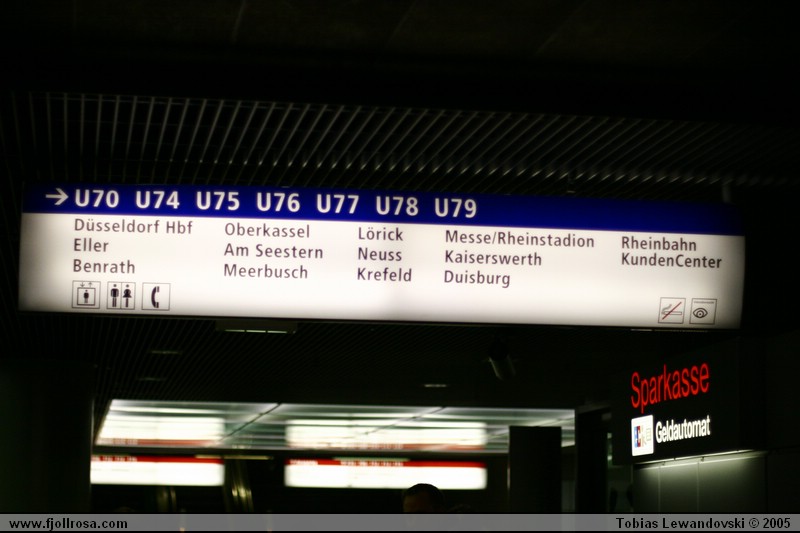 → U70 U74 U75 U76 U77 U78 U79
Düsseldorf Hbf Oberkassel Lörick Messe/Rheinstadion Rheinbahn
Eller Am Seestern Neuss Kaiserswerth KundenCenter
Benrath Meerbusch Krefeld Duisburg
Sparkasse
Geldautomat
www.fjollrosa.com Tobias Lewandovski © 2005